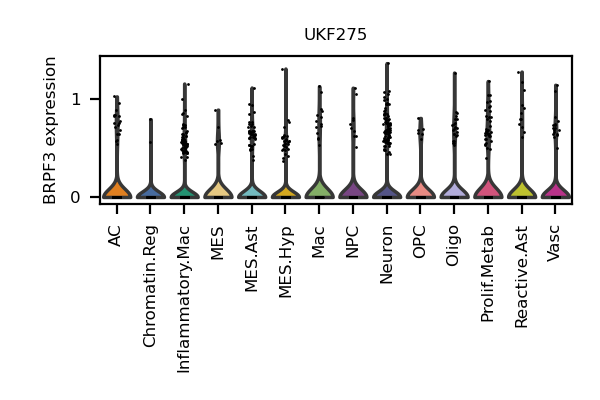 UKF275
BRPF3 expression
1
0
AC
Chromatin.Reg
Inflammatory.Mac
MES
MES.Ast
MES.Hyp
Mac
NPC
Neuron
OPC
Oligo
Prolif.Metab
Reactive.Ast
Vasc